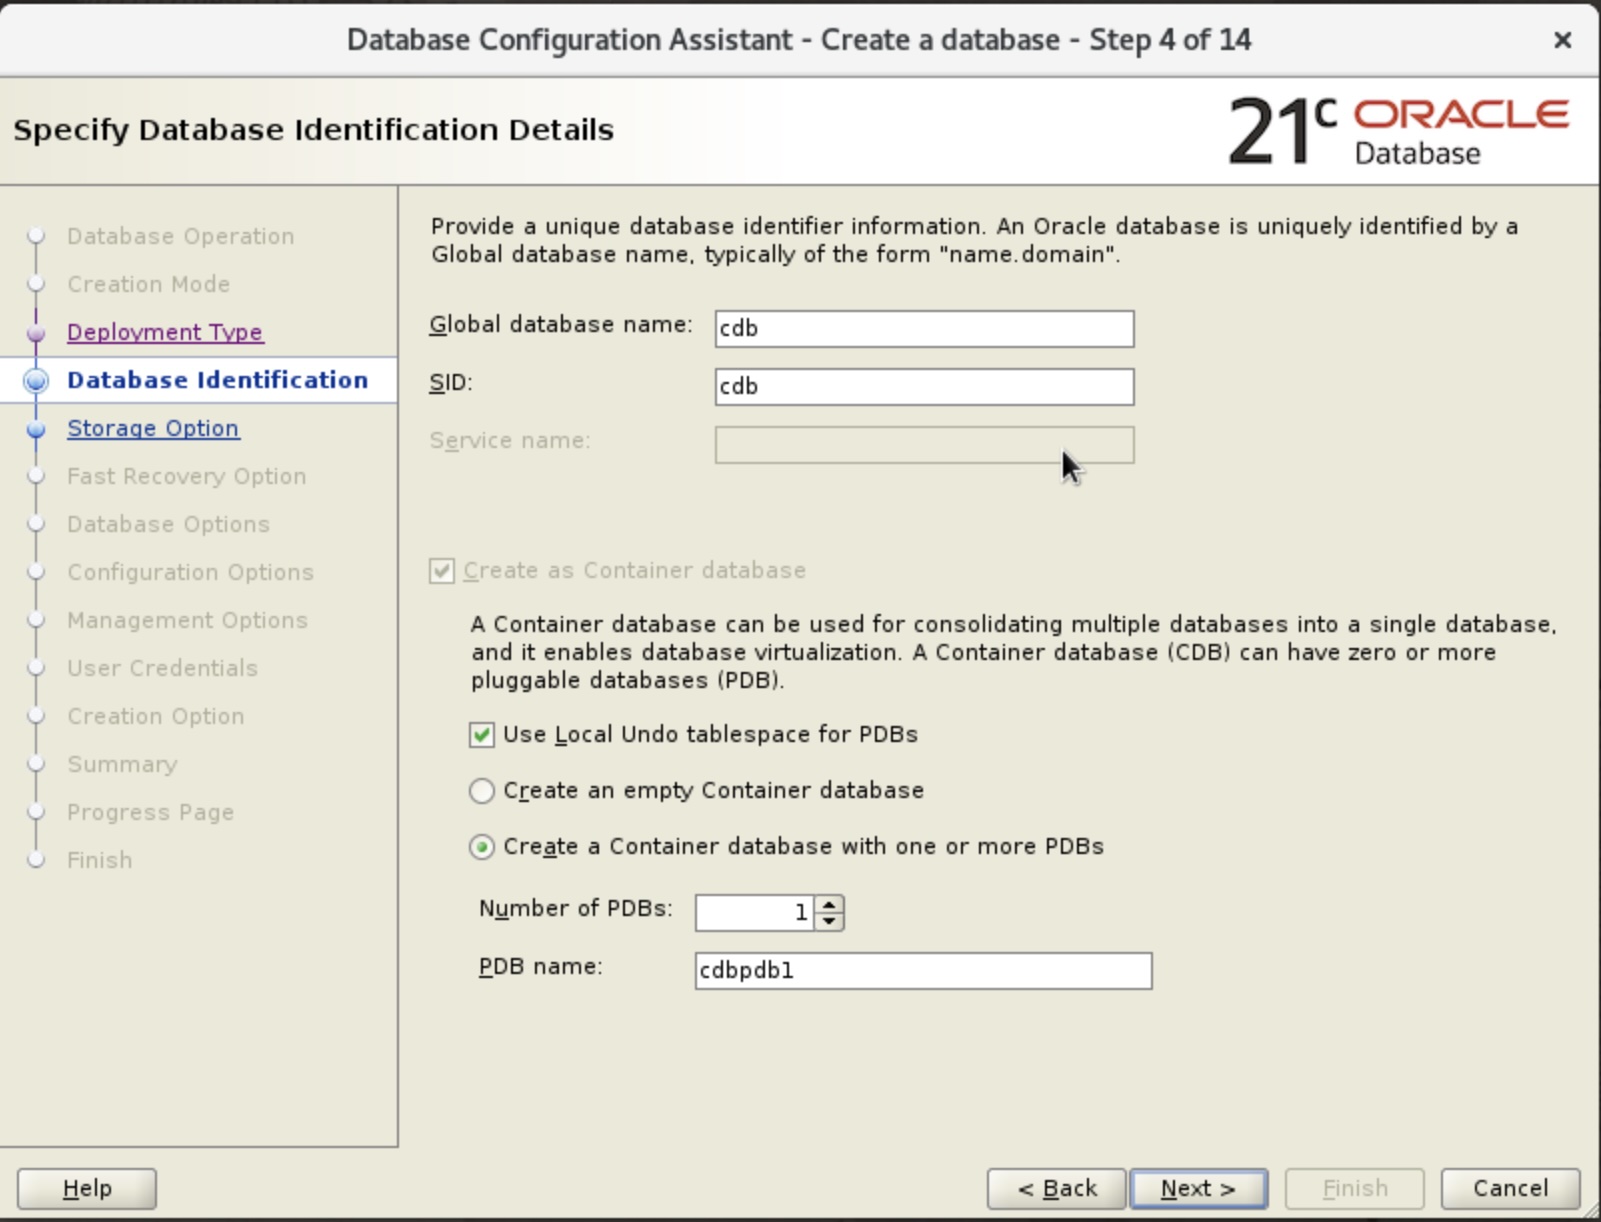 Database Configuration Assistant - Create a database - Step 4 of 14
Specify Database Identification Details
21c ORACLE
Database
Database Operation
Creation Mode
Deployment Type
Database Identification
Storage Option
Fast Recovery Option
Database Options
Configuration Options
Management Options
User Credentials
Creation Option
Summary
Progress Page
Finish
Provide a unique database identifier information. An Oracle database is uniquely identified by a
Global database name, typically of the form "name.domain".
Global database name: cdb
SID: cdb
Service name:
Create as Container database
A Container database can be used for consolidating multiple databases into a single database,
and it enables database virtualization. A Container database (CDB) can have zero or more
pluggable databases (PDB).
Use Local Undo tablespace for PDBs
Create an empty Container database
Create a Container database with one or more PDBs
Number of PDBs: 1
PDB name: cdbpdb1
Help
< Back
Next >
Finish
Cancel